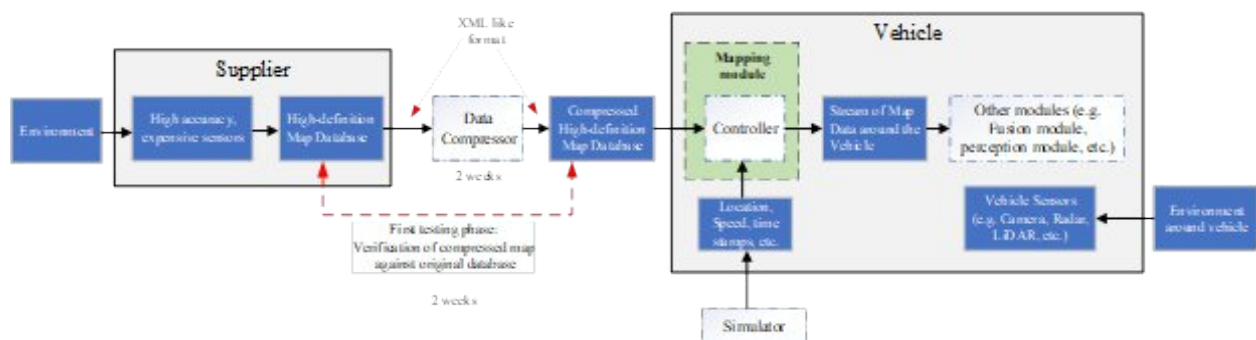 XML like
format
Vehicle
Supplier
Mapping
module
Environment
High accuracy,
expensive sensors
High-definition
Map Database
Data
Compressor
Compressed
High-definition
Map Database
Controller
Stream of Map
Data around the
Vehicle
Other modules (e.g.
Fusion module,
perception module, etc.)
2 weeks
First testing phase:
Verification of compressed map
against original database
2 weeks
Location,
Speed, time
stamps, etc.
Vehicle Sensors
(e.g. Camera, Radar,
LiDAR, etc.)
Environment
around vehicle
Simulator